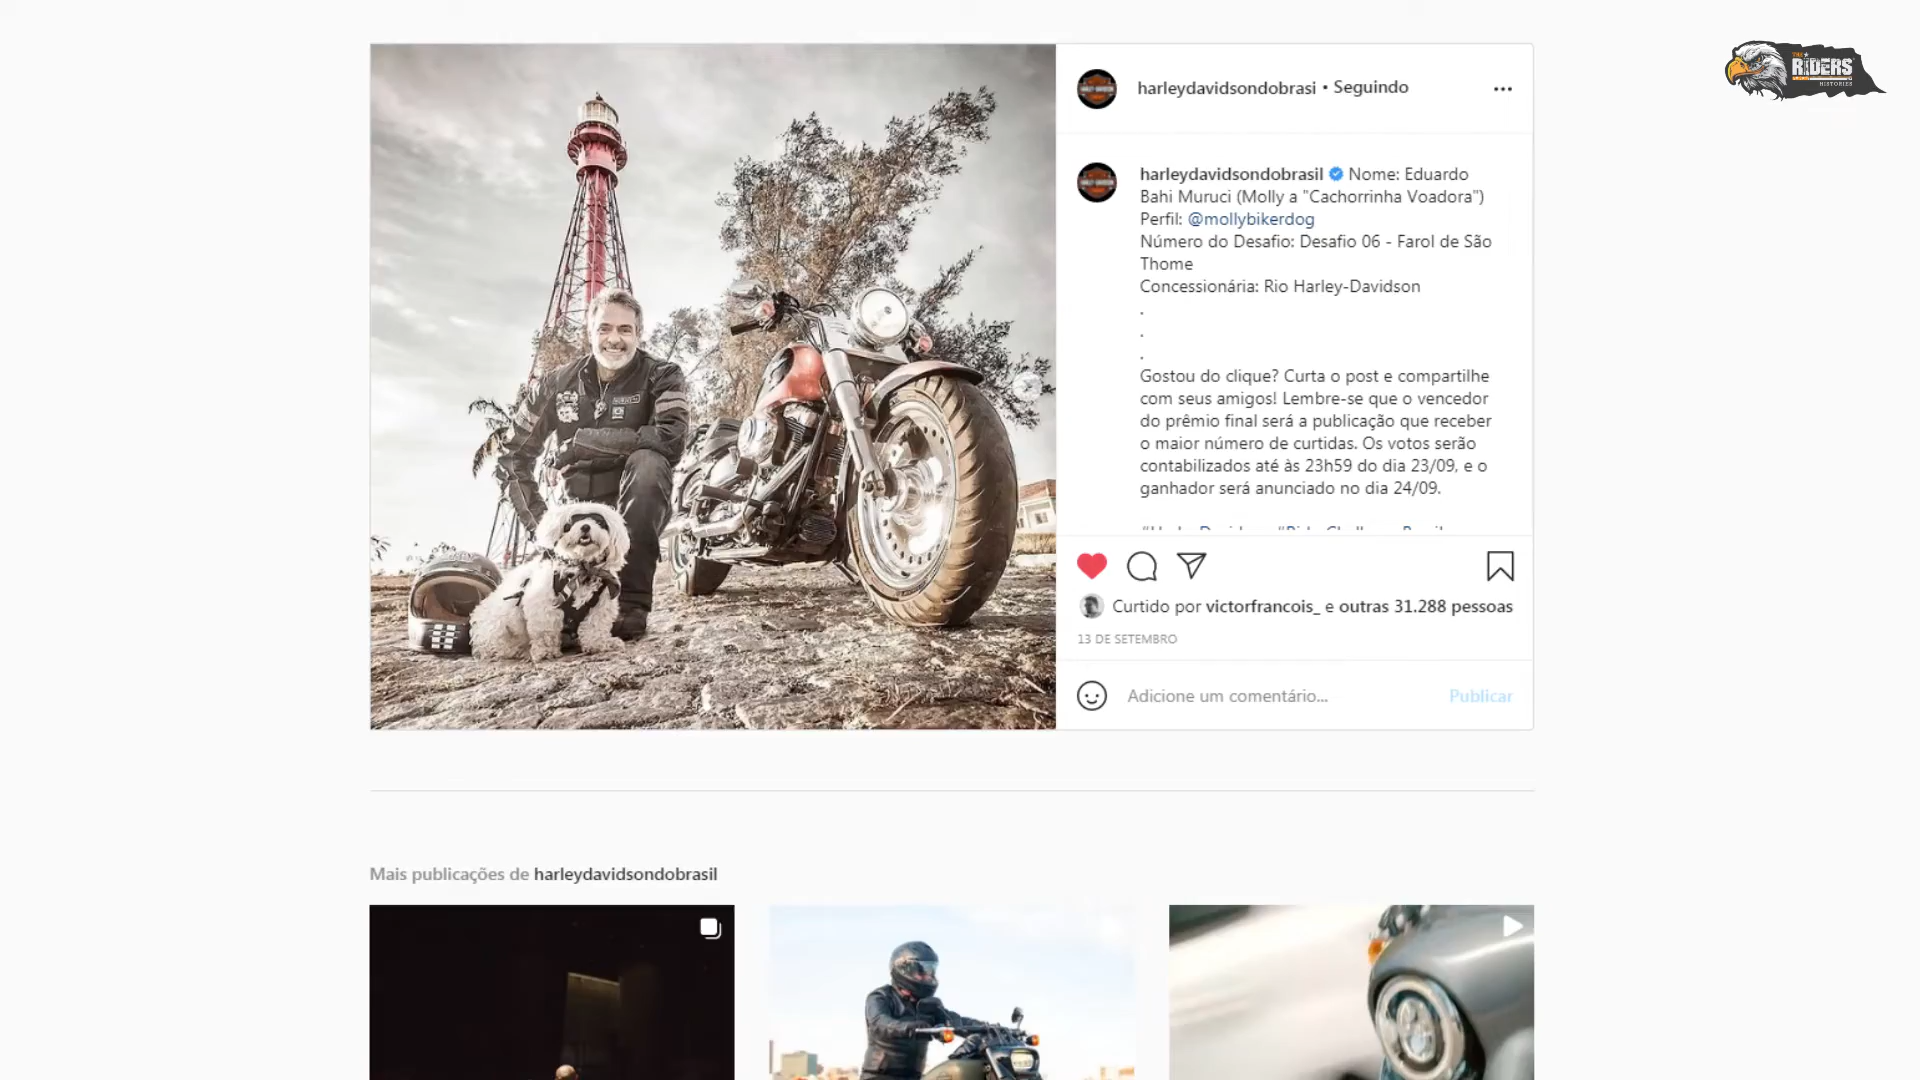 THE
RIDERS
HISTORIES
harleydavidsondobrasi • Seguindo
harleydavidsondobrasil Nome: Eduardo
Bahi Muruci (Molly a "Cachorrinha Voadora")
Perfil: @mollybikerdog
Número do Desafio: Desafio 06 - Farol de São
Thome
Concessionária: Rio Harley-Davidson
.
.
.
Gostou do clique? Curta o post e compartilhe
com seus amigos! Lembre-se que o vencedor
do prêmio final será a publicação que receber
o maior número de curtidas. Os votos serão
contabilizados até às 23h59 do dia 23/09, e o
ganhador será anunciado no dia 24/09.
Curtido por victorfrancois_ e outras 31.288 pessoas
13 DE SETEMBRO
Adicione um comentário... Publicar
Mais publicações de harleydavidsondobrasil